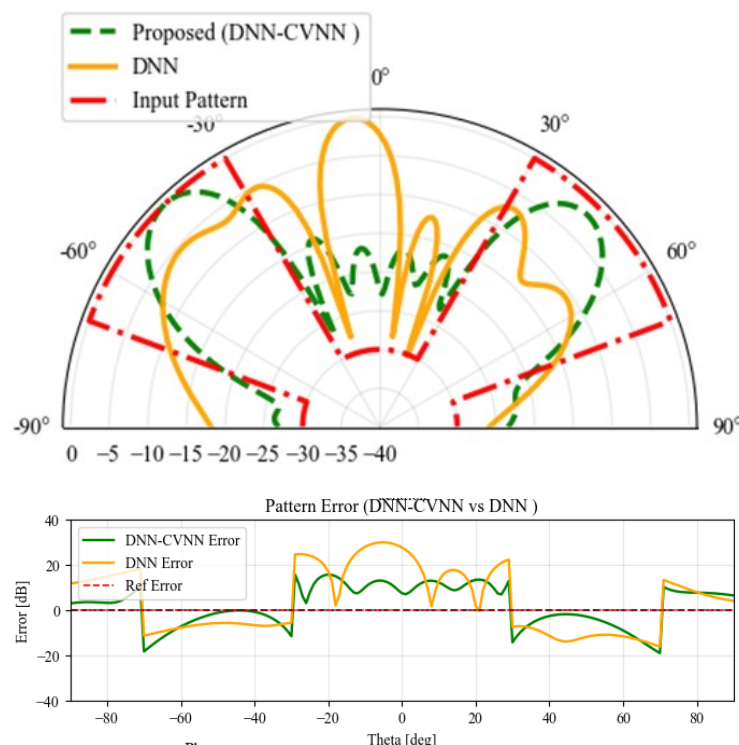 Proposed (DNN-CVNN )
DNN
Input Pattern
0°
-30°
30°
-60°
60°
-90°
90°
0 −5 −10 −15 −20 −25 −30 −35 −40
Pattern Error (DNN-CVNN vs DNN )
40
20
0
−20
−40
Error [dB]
DNN-CVNN Error
DNN Error
Ref Error
−80 −60 −40 −20 0 20 40 60 80
Theta [deg]